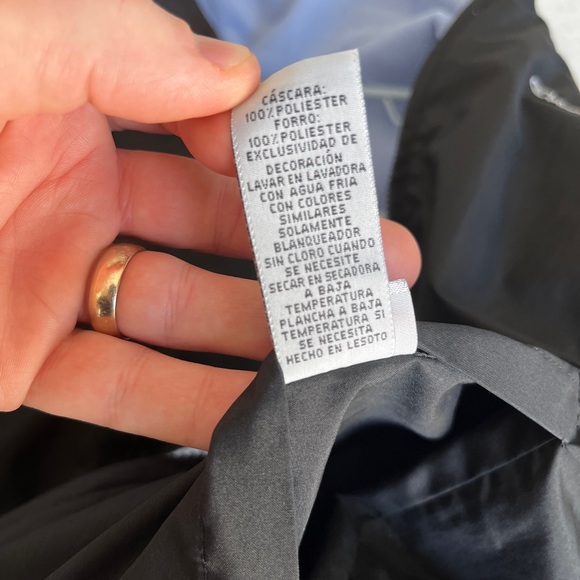 CÁSCARA:
100% POLIESTER
FORRO:
100% POLIESTER
EXCLUSIVIDAD DE
DECORACIÓN
LAVAR EN LAVADORA
CON AGUA FRIA
CON COLORES
SIMILARES
SOLAMENTE
BLANQUEADOR
SIN CLORO CUANDO
SE NECESITE
SECAR EN SECADORA
A BAJA
TEMPERATURA
PLANCHA A BAJA
TEMPERATURA SI
SE NECESITA
HECHO EN LESOTO